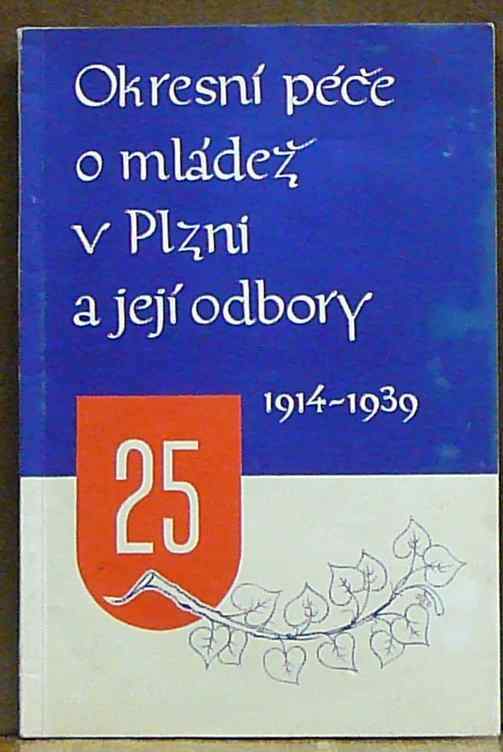 Okresní péče
o mládež
v Plzni
a její odbory
1914-1939
25